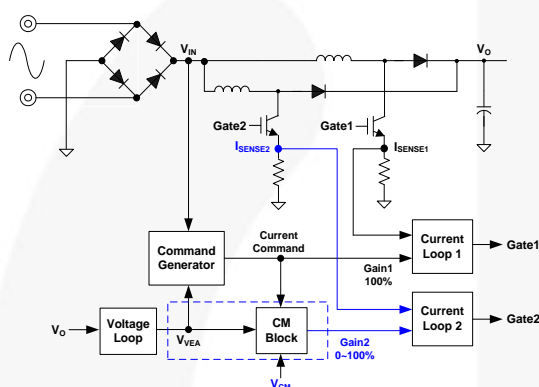 VIN
VO
Gate2
Gate1
ISENSE2
ISENSE1
Command
Generator
Current
Command
Current
Loop 1
Gate1
Gain1
100%
VO
Voltage
Loop
VVEA
CM
Block
Gain2
0~100%
Current
Loop 2
Gate2
VCM